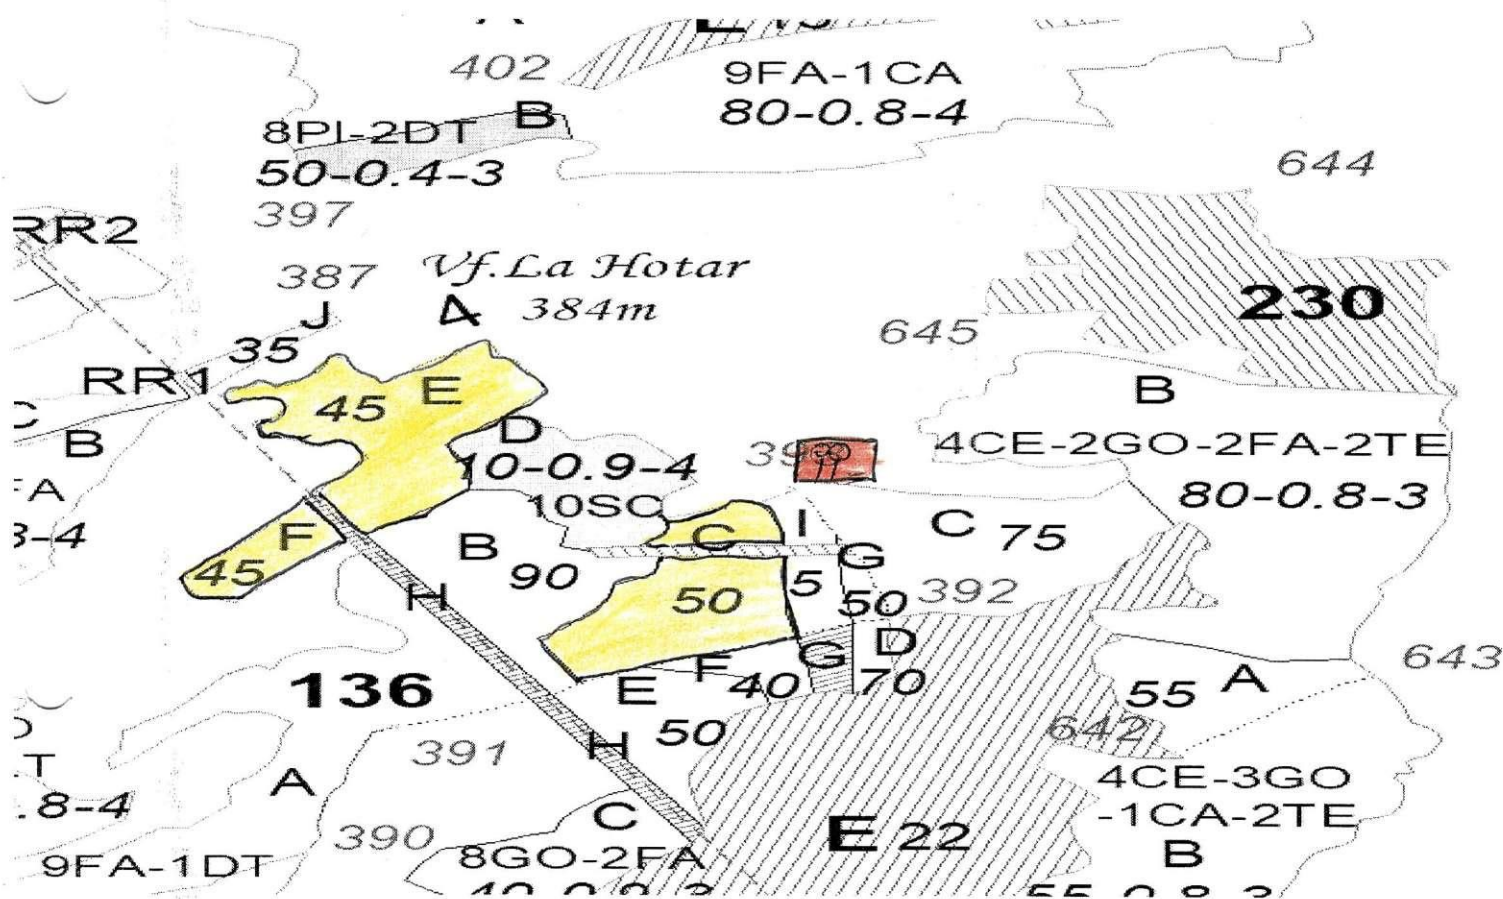 402
9FA-1CA
80-0.8-4
8PI-2DT B
50-0.4-3
644
397
RR2
387 Vf.La Hotar
J 384m
230
645
35
RR1
45 E
B
D
B
4CE-2GO-2FA-2TE
10-0.9-4
80-0.8-3
10SC
F
C
I
C 75
B
G
45
90
50
5
50
392
H
G
D
136
E
F
40
70
55 A
643
H
50
642
391
A
4CE-3GO
-1CA-2TE
.8-4
C
390
E 22
9FA-1DT
8GO-2FA
B